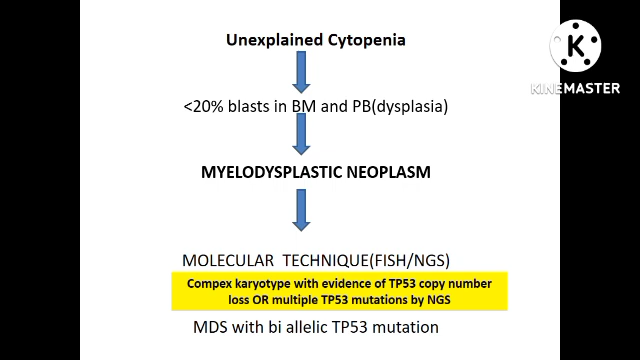 Unexplained Cytopenia
<20% blasts in BM and PB(dysplasia)
MYELODYSPLASTIC NEOPLASM
MOLECULAR TECHNIQUE(FISH/NGS)
Compex karyotype with evidence of TP53 copy number
loss OR multiple TP53 mutations by NGS
MDS with bi allelic TP53 mutation
K
KINEMASTER